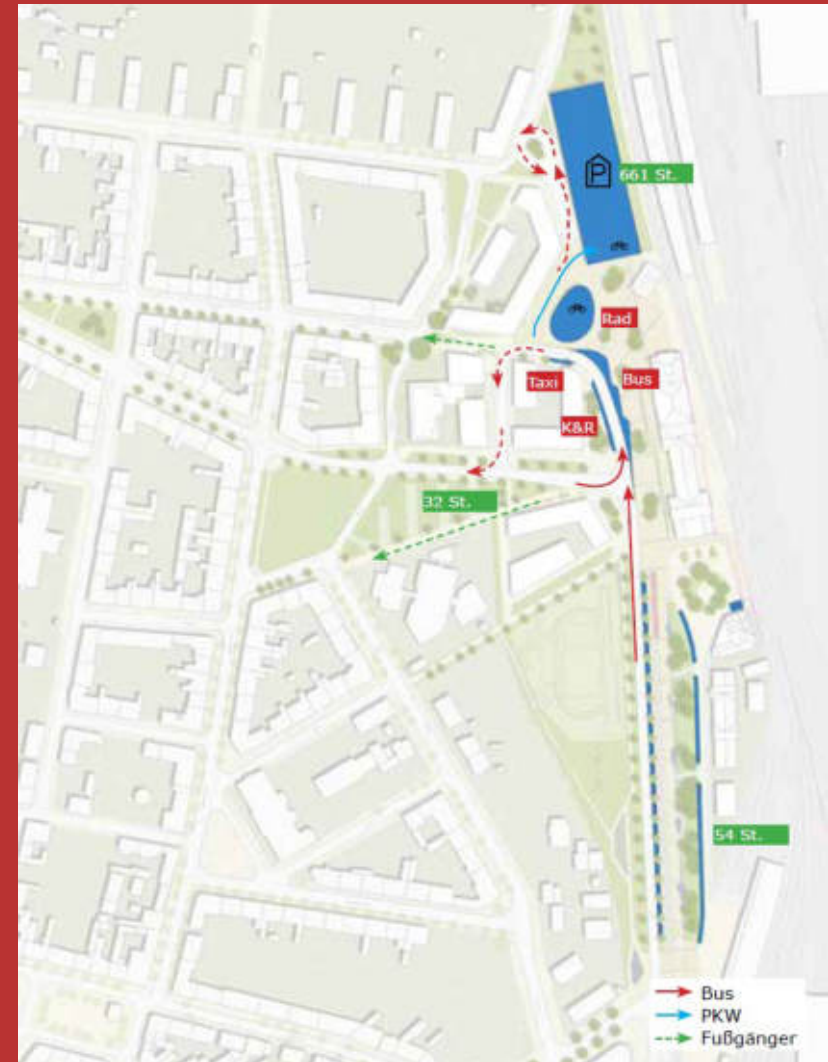 P
661 St.
Rad
Taxi
Bus
K&R
32 St.
54 St.
Bus
PKW
Fußgänger